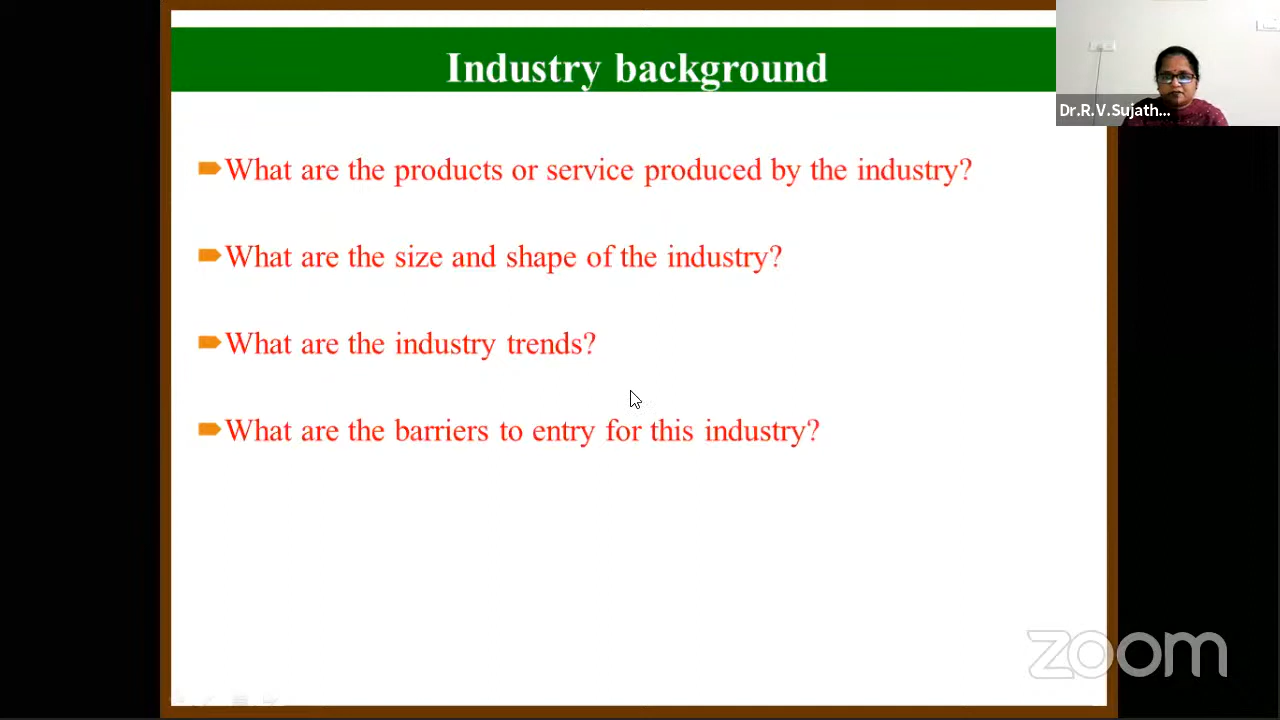 Industry background
Dr.R.V.Sujath...
What are the products or service produced by the industry?
What are the size and shape of the industry?
What are the industry trends?
What are the barriers to entry for this industry?
zoom